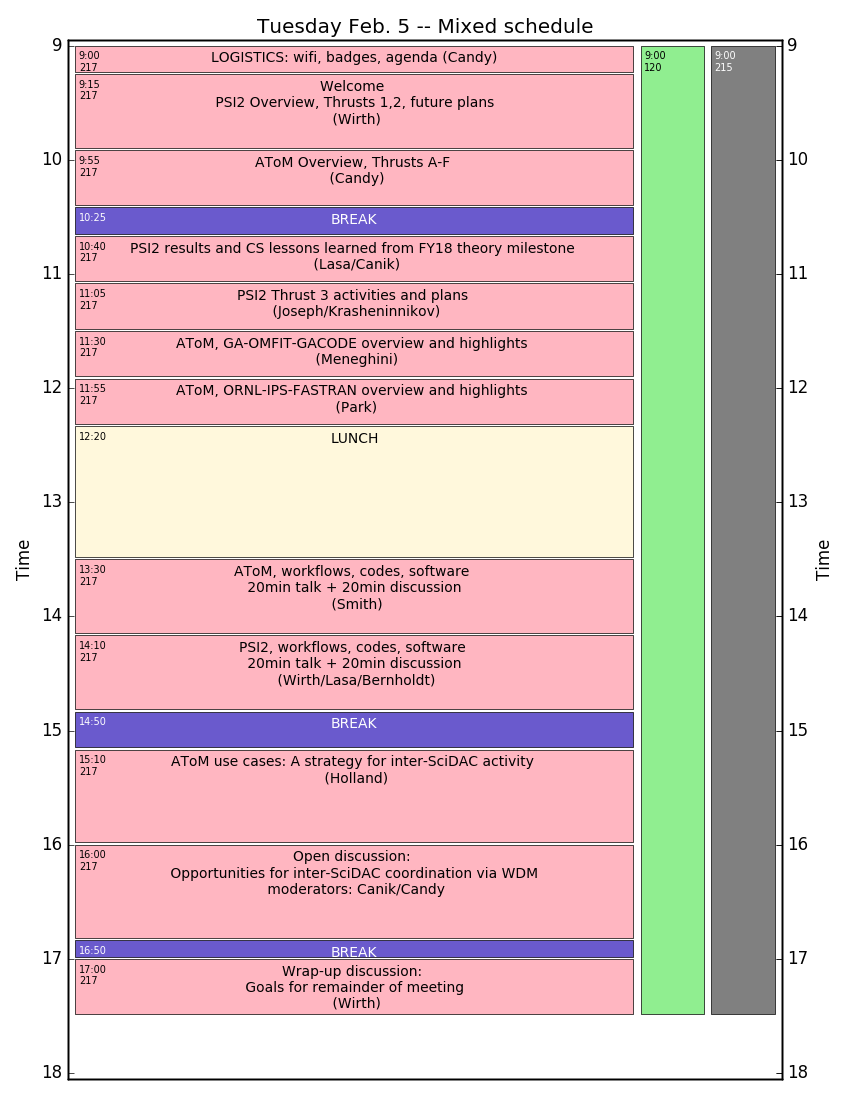 Tuesday Feb. 5 -- Mixed schedule
9
9
9:00
217
LOGISTICS: wifi, badges, agenda (Candy)
9:00
120
9:00
215
9:15
217
Welcome
PSI2 Overview, Thrusts 1,2, future plans
(Wirth)
10
10
9:55
217
AToM Overview, Thrusts A-F
(Candy)
10:25
BREAK
10:40
217
PSI2 results and CS lessons learned from FY18 theory milestone
(Lasa/Canik)
11
11
11:05
217
PSI2 Thrust 3 activities and plans
(Joseph/Krasheninnikov)
11:30
217
AToM, GA-OMFIT-GACODE overview and highlights
(Meneghini)
12
12
11:55
217
AToM, ORNL-IPS-FASTRAN overview and highlights
(Park)
12:20
LUNCH
13
13
Time
Time
13:30
217
AToM, workflows, codes, software
20min talk + 20min discussion
(Smith)
14
14
14:10
217
PSI2, workflows, codes, software
20min talk + 20min discussion
(Wirth/Lasa/Bernholdt)
14:50
BREAK
15
15
15:10
217
AToM use cases: A strategy for inter-SciDAC activity
(Holland)
16
16
16:00
217
Open discussion:
Opportunities for inter-SciDAC coordination via WDM
moderators: Canik/Candy
16:50
BREAK
17
17
17:00
217
Wrap-up discussion:
Goals for remainder of meeting
(Wirth)
18
18